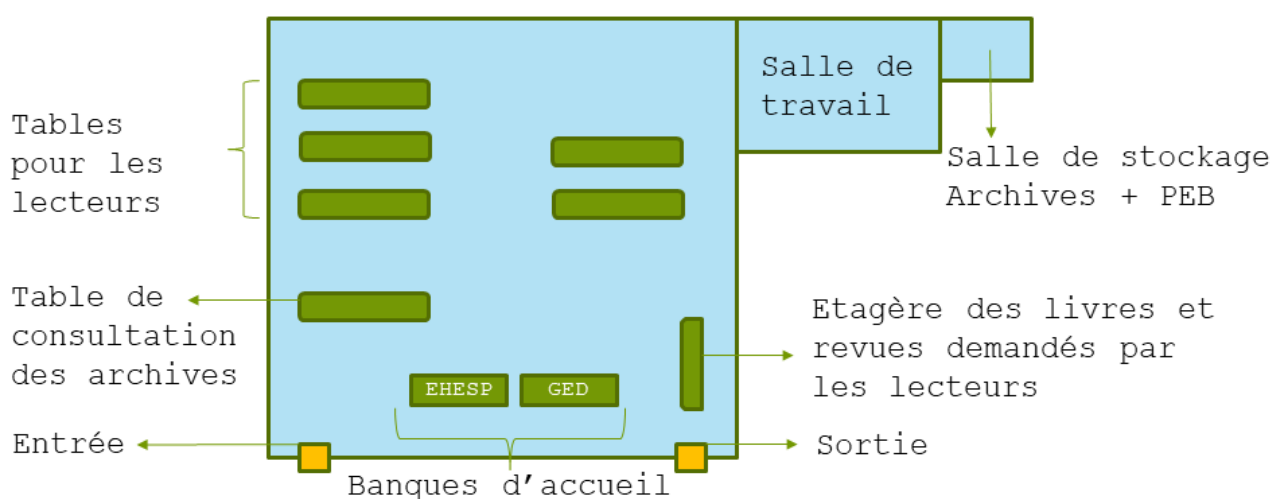 Salle de
travail
Tables
pour les
lecteurs
Salle de stockage
Archives + PEB
Table de
consultation
des archives
Etagère des livres et
revues demandés par
les lecteurs
EHESP
GED
Entrée
Sortie
Banques d’accueil